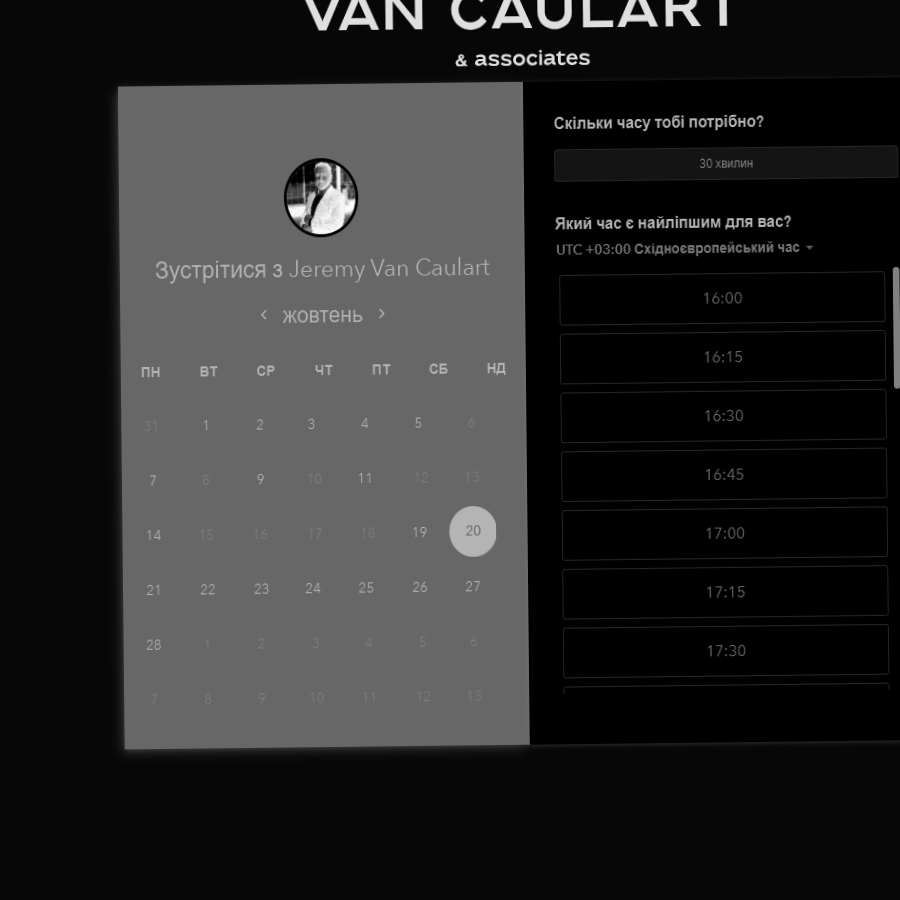 VAN CAULART
& associates
Зустрітися з Jeremy Van Caulart
жовтень
ПН ВТ СР ЧТ ПТ СБ НД
31 1 2 3 4 5 6
7 8 9 10 11 12 13
14 15 16 17 18 19 20
21 22 23 24 25 26 27
28 1 2 3 4 5 6
7 8 9 10 11 12 13
Скільки часу тобі потрібно?
30 хвилин
Який час є найліпшим для вас?
UTC +03:00 Східноєвропейський час
16:00
16:15
16:30
16:45
17:00
17:15
17:30